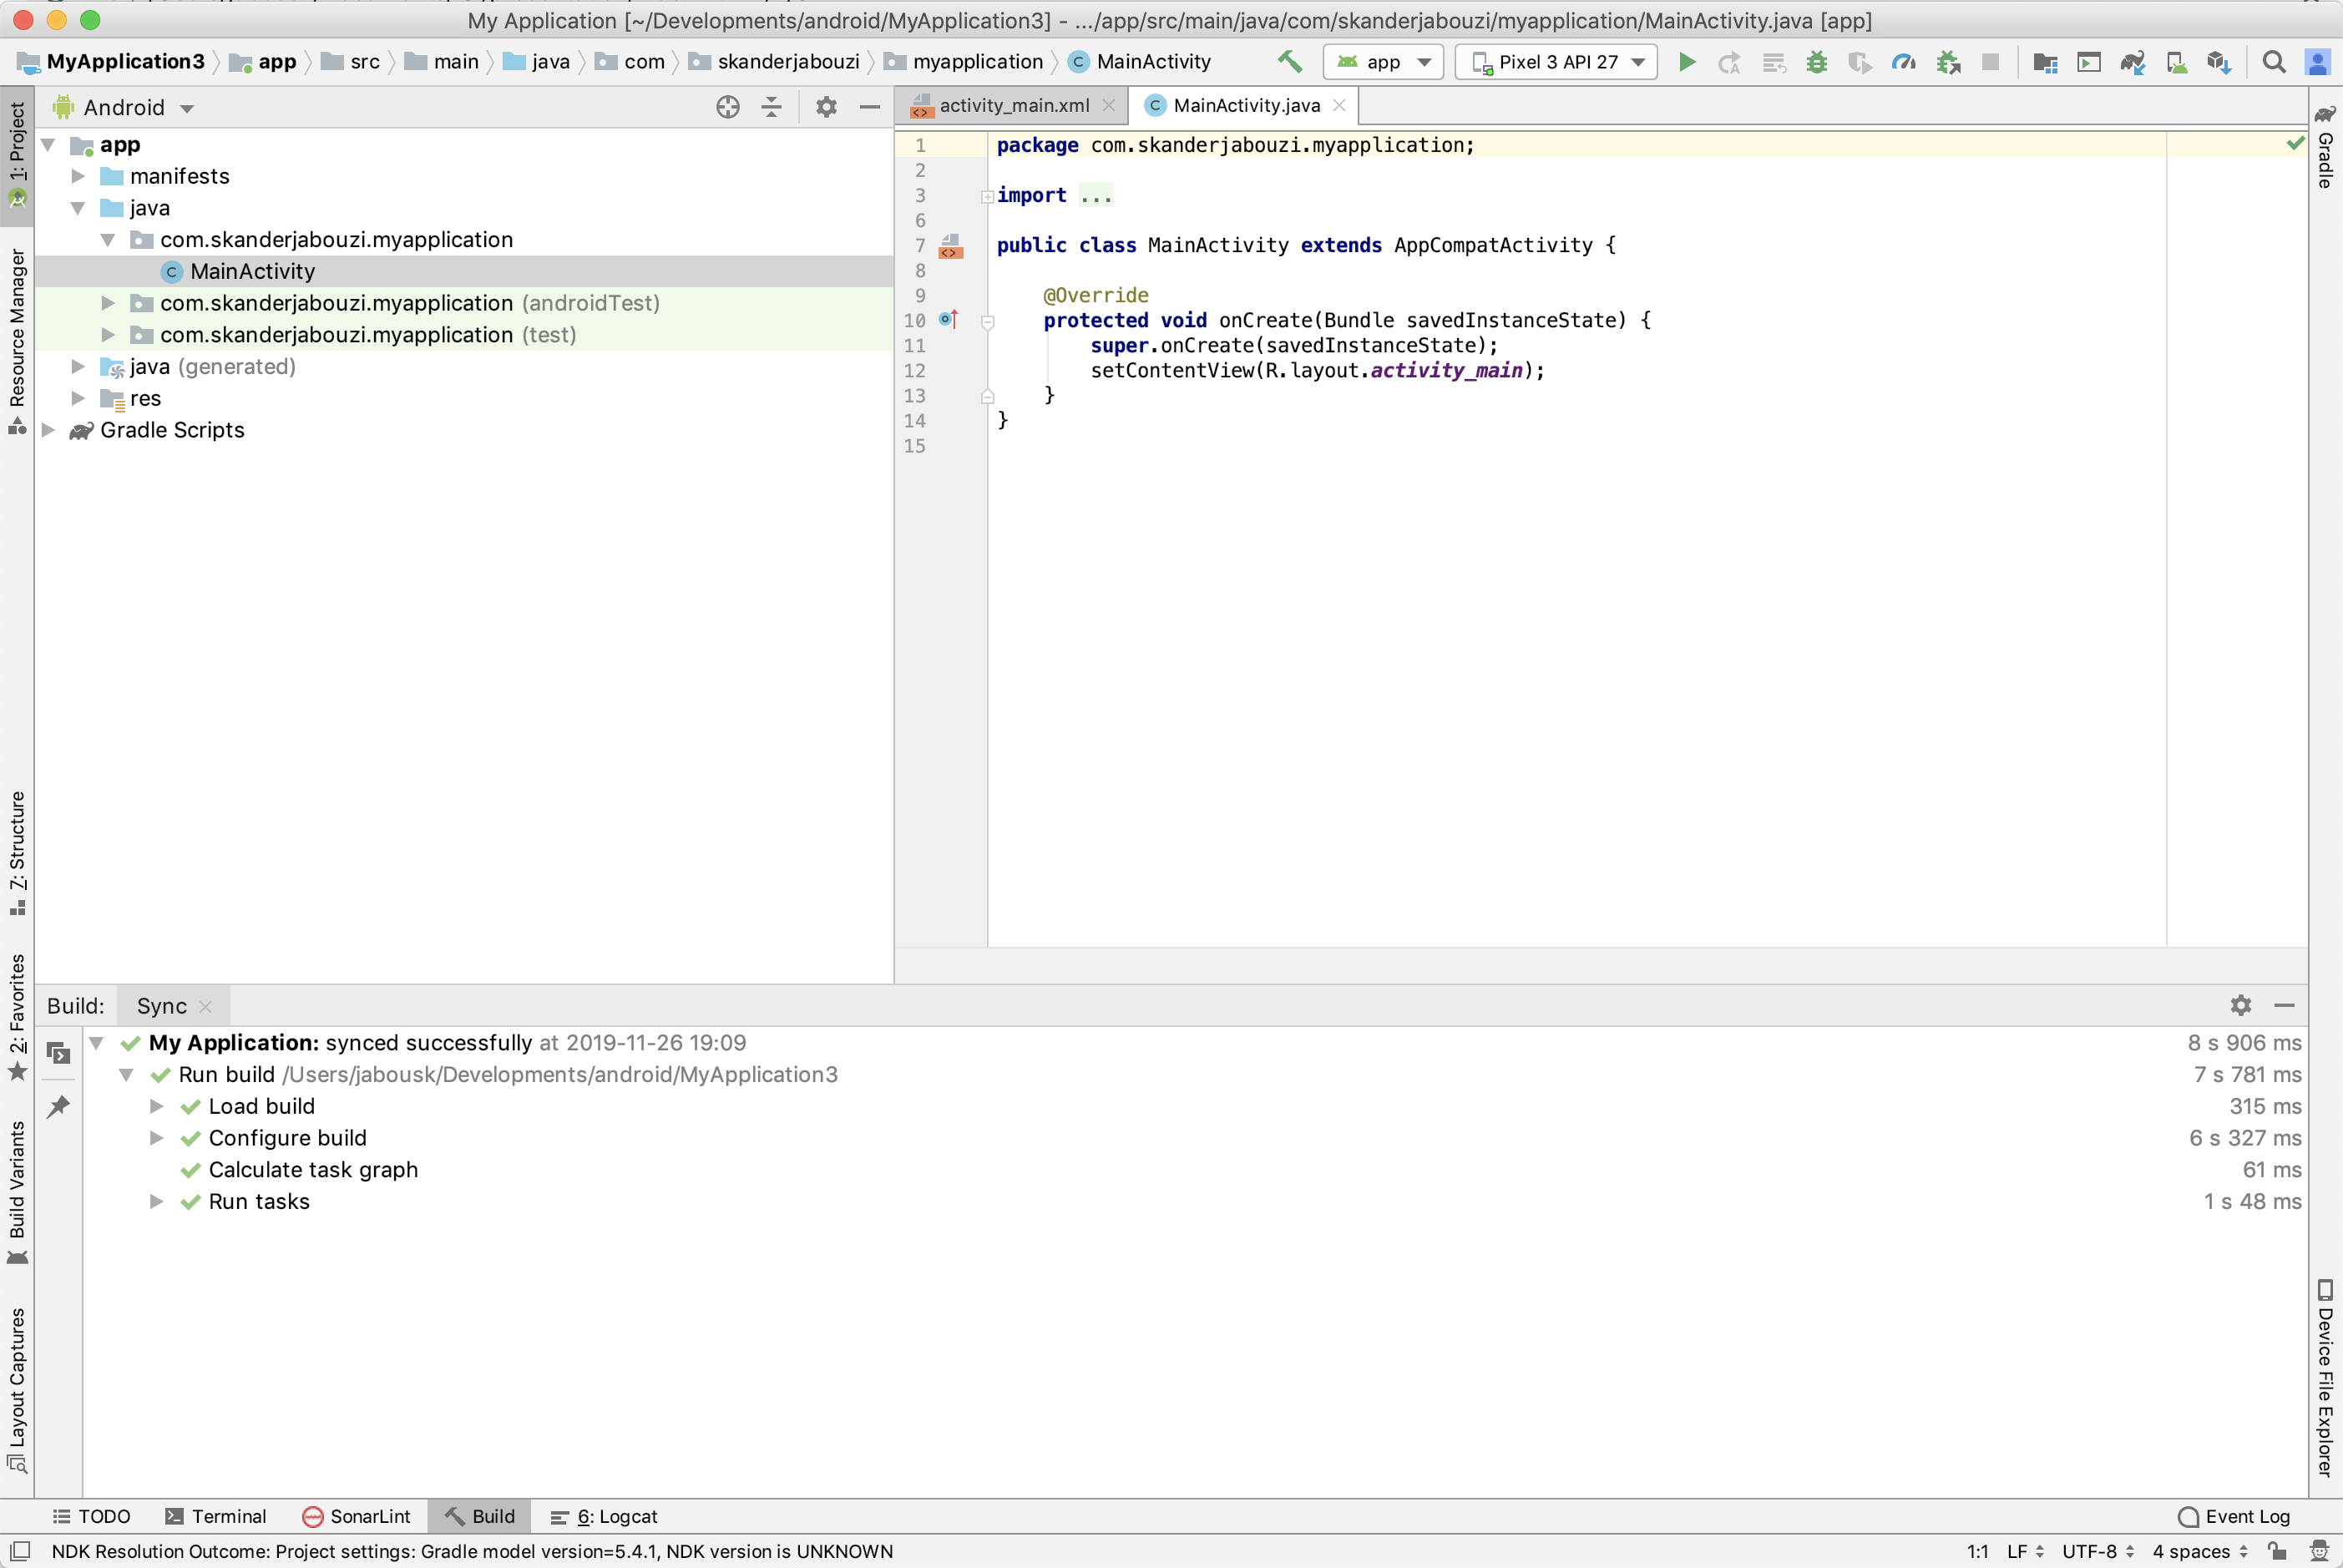 My Application [~/Developments/android/MyApplication3] - .../app/src/main/java/com/skanderjabouzi/myapplication/MainActivity.java [app]
MyApplication3 app src main java com skanderjabouzi myapplication MainActivity app Pixel 3 API 27
1: Project
Resource Manager
7: Structure
2: Favorites
Build Variants
Layout Captures
Android
app
manifests
java
com.skanderjabouzi.myapplication
MainActivity
com.skanderjabouzi.myapplication (androidTest)
com.skanderjabouzi.myapplication (test)
java (generated)
res
Gradle Scripts
activity_main.xml MainActivity.java
1 package com.skanderjabouzi.myapplication;
2
3 import ...
6
7 public class MainActivity extends AppCompatActivity {
8
9 @Override
10 protected void onCreate(Bundle savedInstanceState) {
11 super.onCreate(savedInstanceState);
12 setContentView(R.layout.activity_main);
13 }
14 }
15
Gradle
Device File Explorer
Build: Sync
My Application: synced successfully at 2019-11-26 19:09 8 s 906 ms
Run build /Users/jabousk/Developments/android/MyApplication3 7 s 781 ms
Load build 315 ms
Configure build 6 s 327 ms
Calculate task graph 61 ms
Run tasks 1 s 48 ms
TODO Terminal SonarLint Build 6: Logcat Event Log
NDK Resolution Outcome: Project settings: Gradle model version=5.4.1, NDK version is UNKNOWN 1:1 LF UTF-8 4 spaces